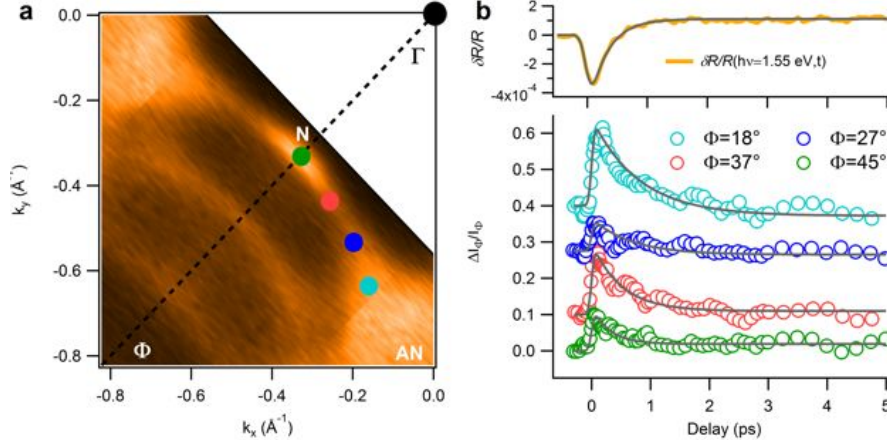 a
Γ
N
AN
Φ
0.0
-0.2
-0.4
-0.6
-0.8
k_y (Å⁻¹)
-0.8 -0.6 -0.4 -0.2 0.0
k_x (Å⁻¹)
b
2
0
-2
-4x10⁻⁴
δR/R
δR/R(hν=1.55 eV,t)
0.6
0.5
0.4
0.3
0.2
0.1
0.0
ΔI_Φ/I_Φ
Φ=18° Φ=27°
Φ=37° Φ=45°
0 1 2 3 4 5
Delay (ps)